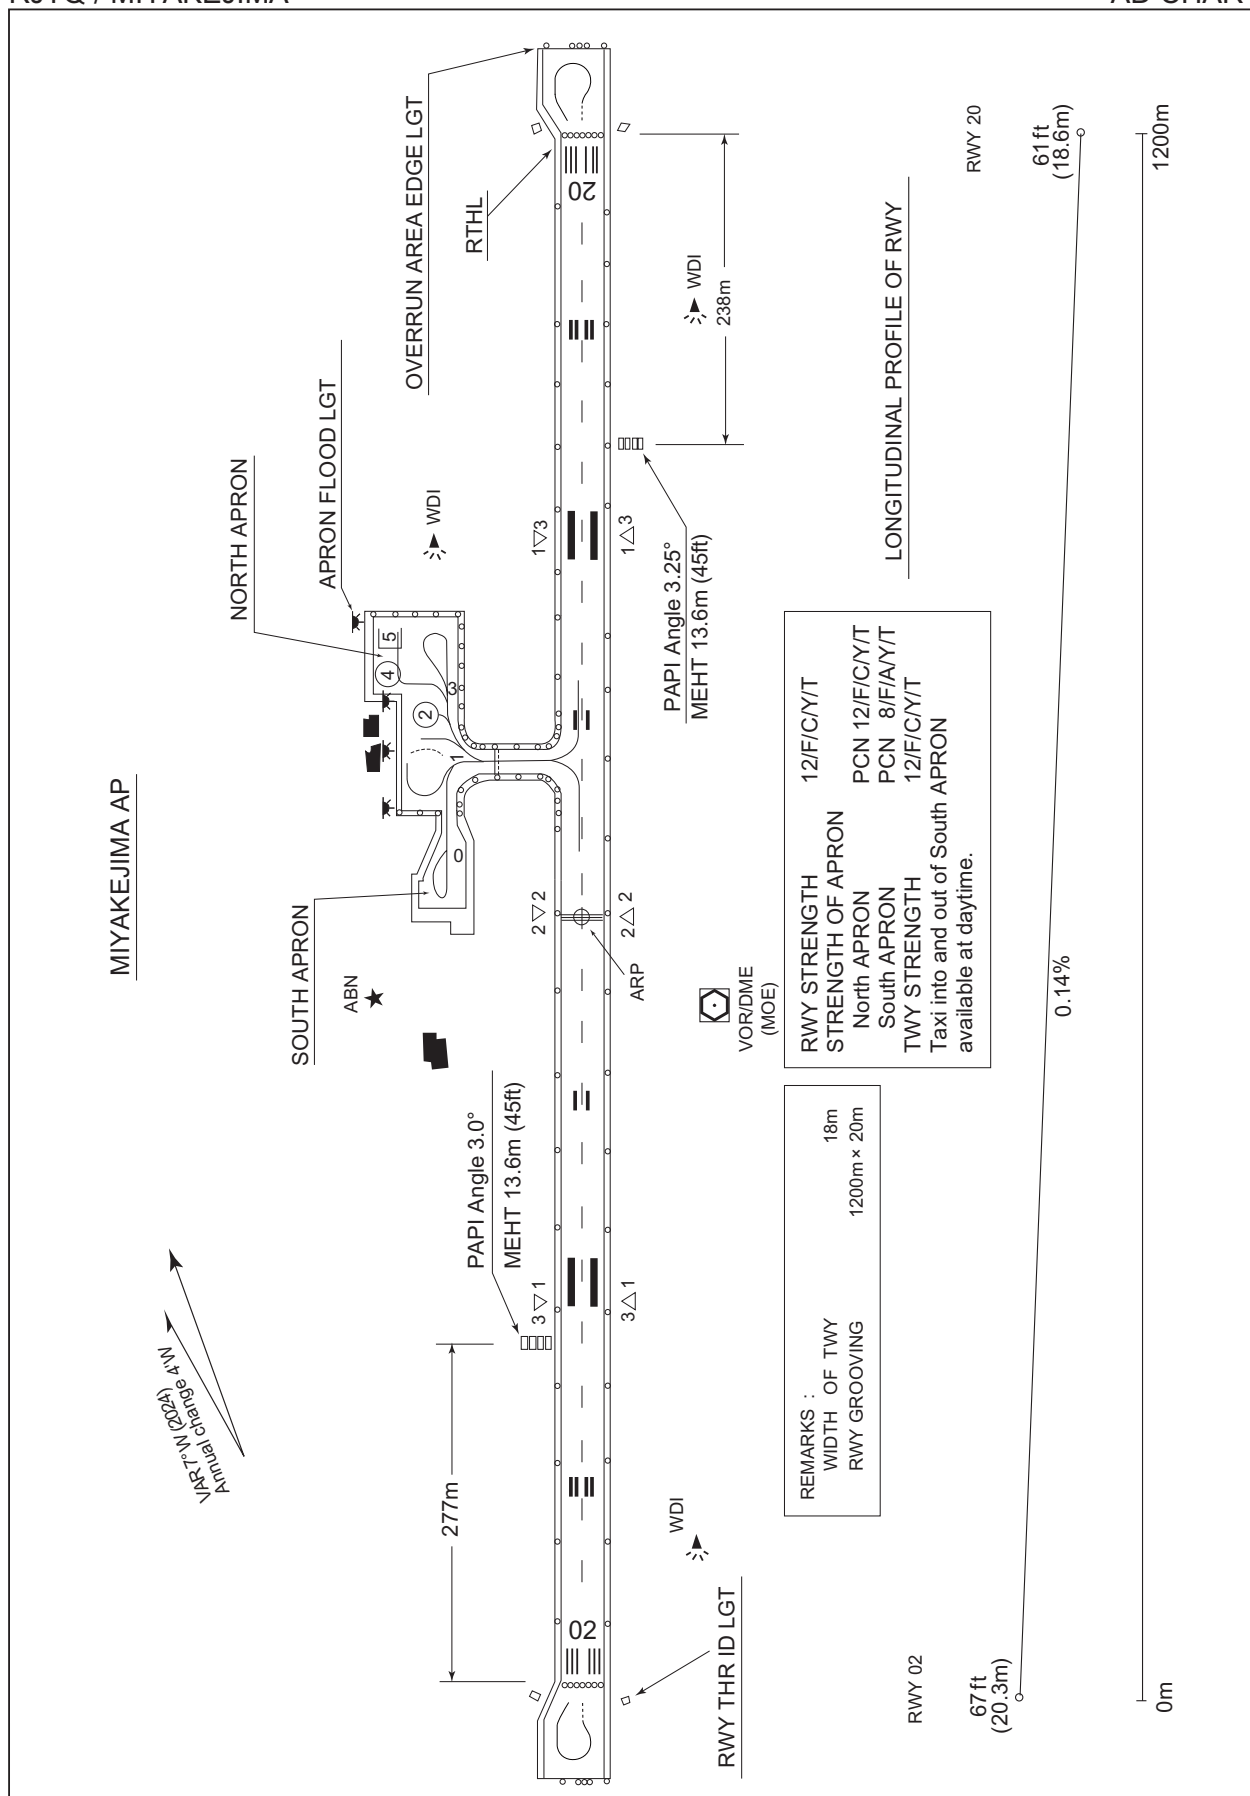 MIYAKEJIMA AP
VAR 7° W (2024)
Annual change 4'W
SOUTH APRON
NORTH APRON
APRON FLOOD LGT
OVERRUN AREA EDGE LGT
RTHL
ABN
WDI
0
1
2
3
4
5
PAPI Angle 3.0°
MEHT 13.6m (45ft)
277m
3 1
2 2
1 3
02
20
3 1
2 2
1 3
ARP
WDI
RWY THR ID LGT
VOR/DME
(MOE)
PAPI Angle 3.25°
MEHT 13.6m (45ft)
WDI
238m
REMARKS :
WIDTH OF TWY 18m
RWY GROOVING 1200m × 20m
RWY STRENGTH 12/F/C/Y/T
STRENGTH OF APRON
North APRON PCN 12/F/C/Y/T
South APRON PCN 8/F/A/Y/T
TWY STRENGTH 12/F/C/Y/T
Taxi into and out of South APRON
available at daytime.
LONGITUDINAL PROFILE OF RWY
RWY 02
67ft
(20.3m)
0.14%
RWY 20
61ft
(18.6m)
0m
1200m